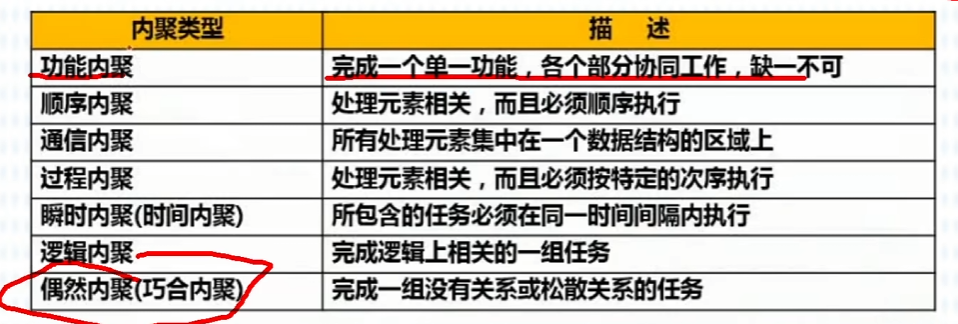 内聚类型 描 述
功能内聚 完成一个单一功能，各个部分协同工作，缺一不可
顺序内聚 处理元素相关，而且必须顺序执行
通信内聚 所有处理元素集中在一个数据结构的区域上
过程内聚 处理元素相关，而且必须按特定的次序执行
瞬时内聚(时间内聚) 所包含的任务必须在同一时间间隔内执行
逻辑内聚 完成逻辑上相关的一组任务
偶然内聚(巧合内聚) 完成一组没有关系或松散关系的任务